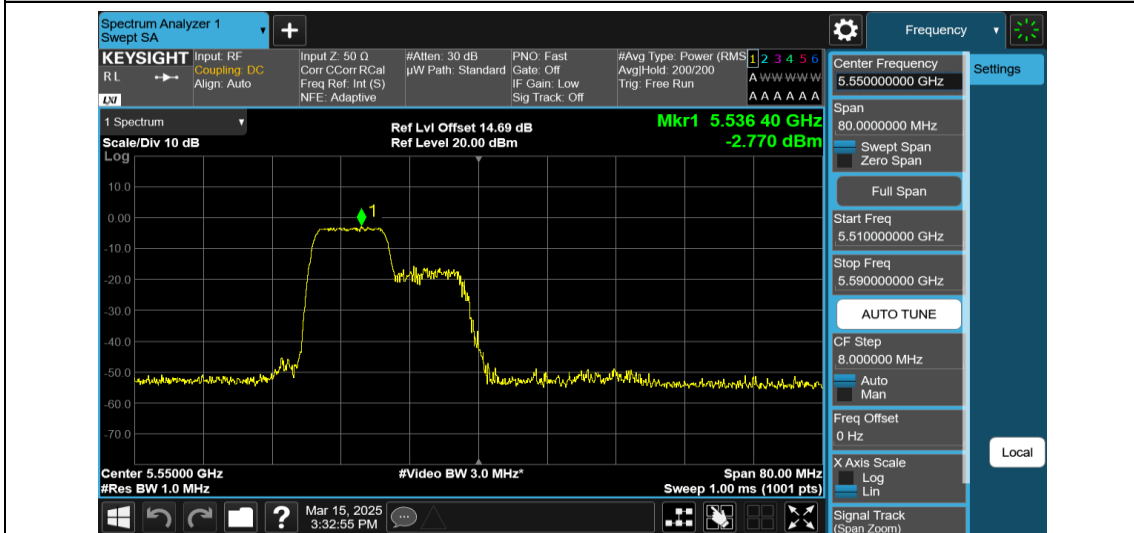 Spectrum Analyzer 1
Swept SA
Frequency
KEYSIGHT
R L
LXI
Input: RF
Coupling: DC
Align: Auto
Input Z: 50 Ω
Corr CCorr RCal
Freq Ref: Int (S)
NFE: Adaptive
#Atten: 30 dB
µW Path: Standard
PNO: Fast
Gate: Off
IF Gain: Low
Sig Track: Off
#Avg Type: Power (RMS
Avg|Hold: 200/200
Trig: Free Run
1 2 3 4 5 6
A W W W W W
A A A A A A
1 Spectrum
Scale/Div 10 dB
Log
Ref Lvl Offset 14.69 dB
Ref Level 20.00 dBm
Mkr1 5.536 40 GHz
-2.770 dBm
1
10.0
0.00
-10.0
-20.0
-30.0
-40.0
-50.0
-60.0
-70.0
Center 5.55000 GHz
#Res BW 1.0 MHz
#Video BW 3.0 MHz*
Span 80.00 MHz
Sweep 1.00 ms (1001 pts)
Center Frequency
5.550000000 GHz
Settings
Span
80.0000000 MHz
Swept Span
Zero Span
Full Span
Start Freq
5.510000000 GHz
Stop Freq
5.590000000 GHz
AUTO TUNE
CF Step
8.000000 MHz
Auto
Man
Freq Offset
0 Hz
X Axis Scale
Log
Lin
Local
Signal Track
(Span Zoom)
?
Mar 15, 2025
3:32:55 PM